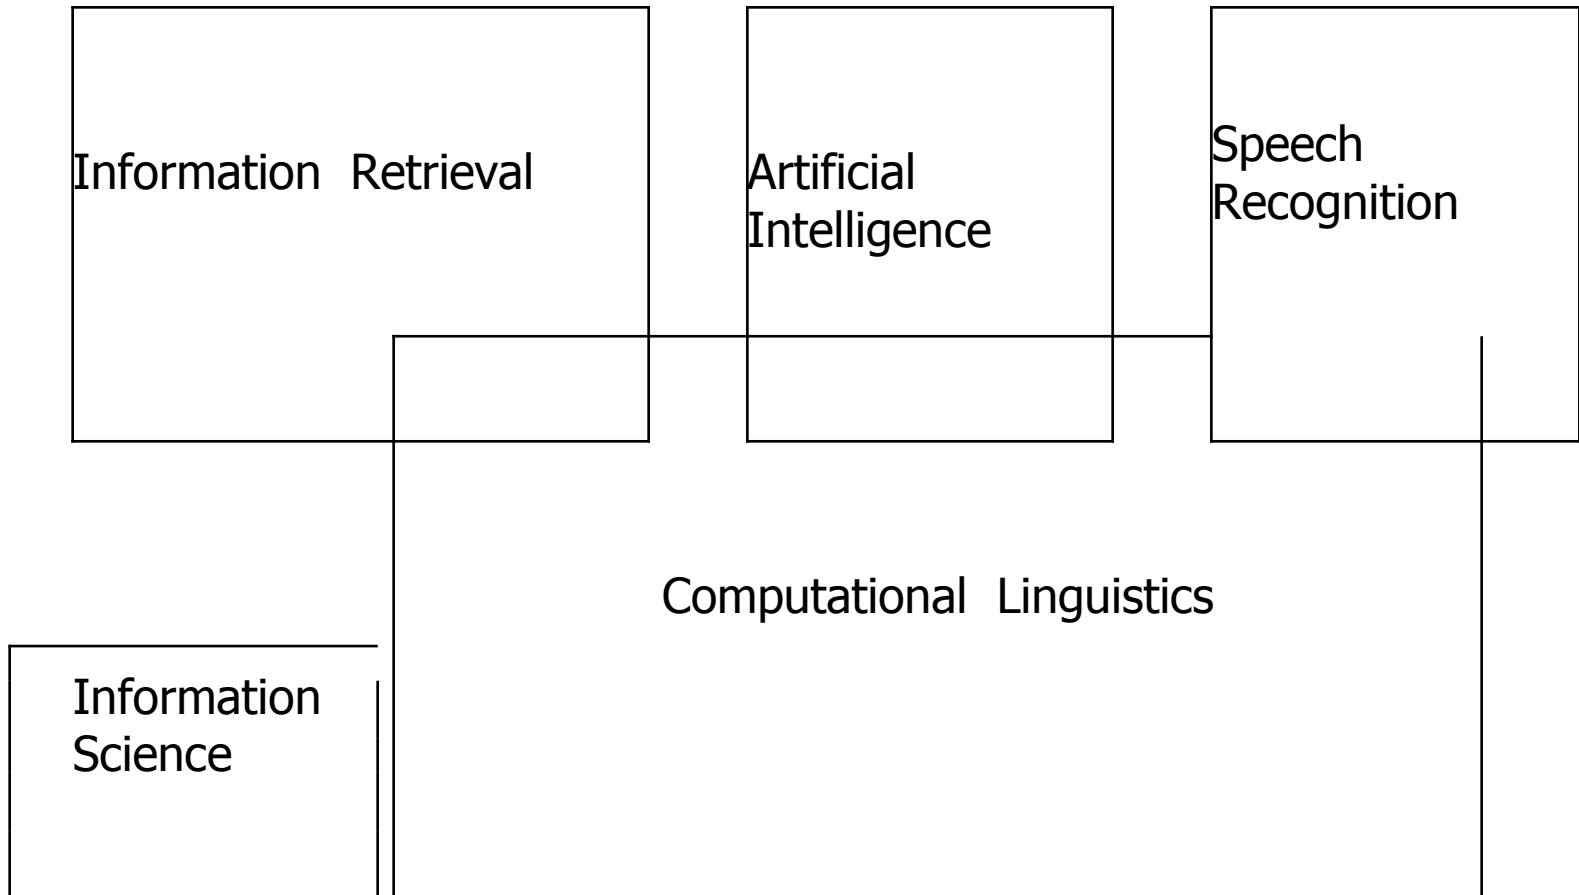 Information Retrieval
Artificial
Intelligence
Speech
Recognition
Computational Linguistics
Information
Science